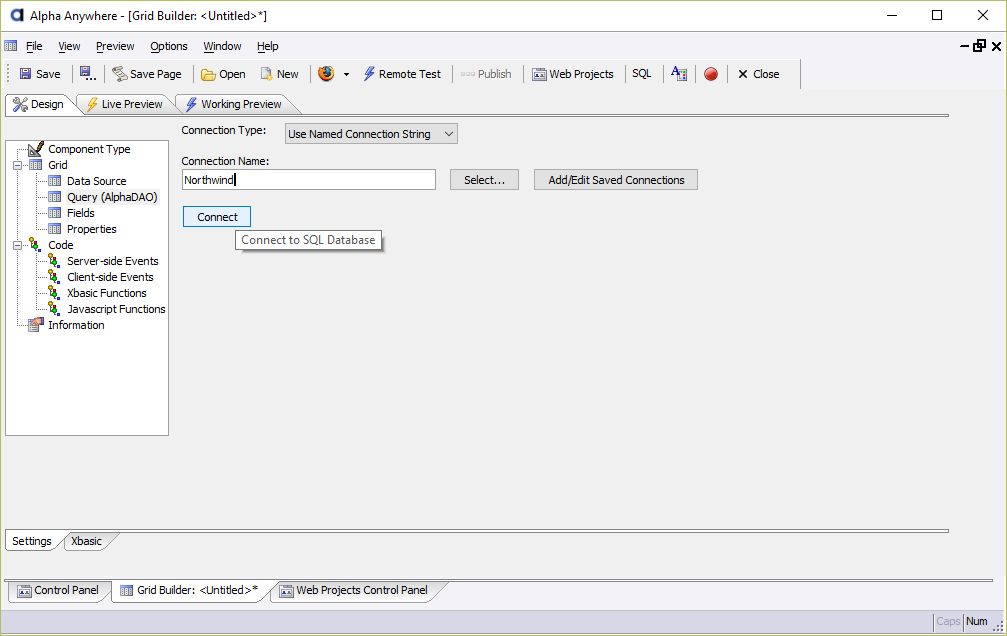 Alpha Anywhere - [Grid Builder: <Untitled>*]
File View Preview Options Window Help
Save Save Page Open New Remote Test Publish Web Projects SQL Close
Design Live Preview Working Preview
Connection Type: Use Named Connection String
Component Type
Grid
Data Source
Query (AlphaDAO)
Fields
Properties
Code
Server-side Events
Client-side Events
Xbasic Functions
Javascript Functions
Information
Connection Name:
Northwind Select... Add/Edit Saved Connections
Connect
Connect to SQL Database
Settings Xbasic
Control Panel Grid Builder: <Untitled>* Web Projects Control Panel
Caps Num